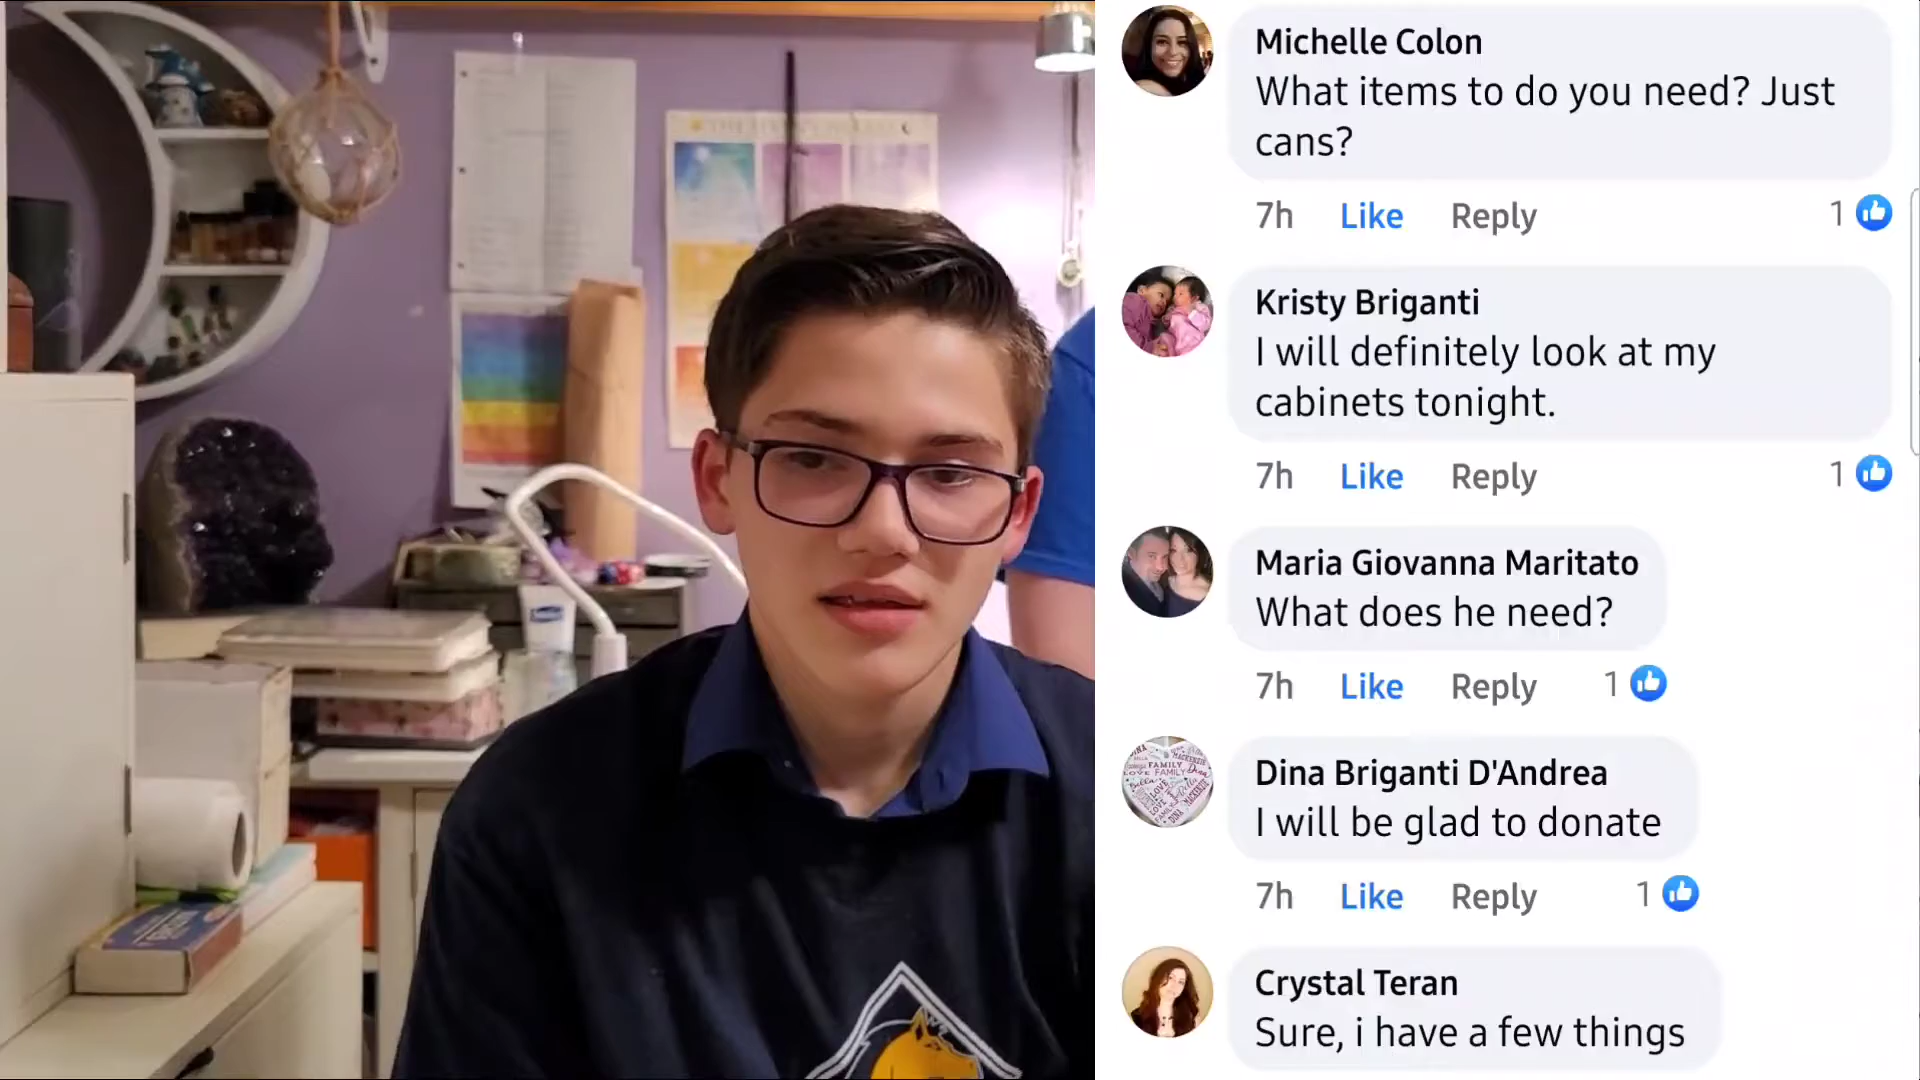 Michelle Colon
What items to do you need? Just
cans?
7h Like Reply 1
Kristy Briganti
I will definitely look at my
cabinets tonight.
7h Like Reply 1
Maria Giovanna Maritato
What does he need?
7h Like Reply 1
Dina Briganti D'Andrea
I will be glad to donate
7h Like Reply 1
Crystal Teran
Sure, i have a few things